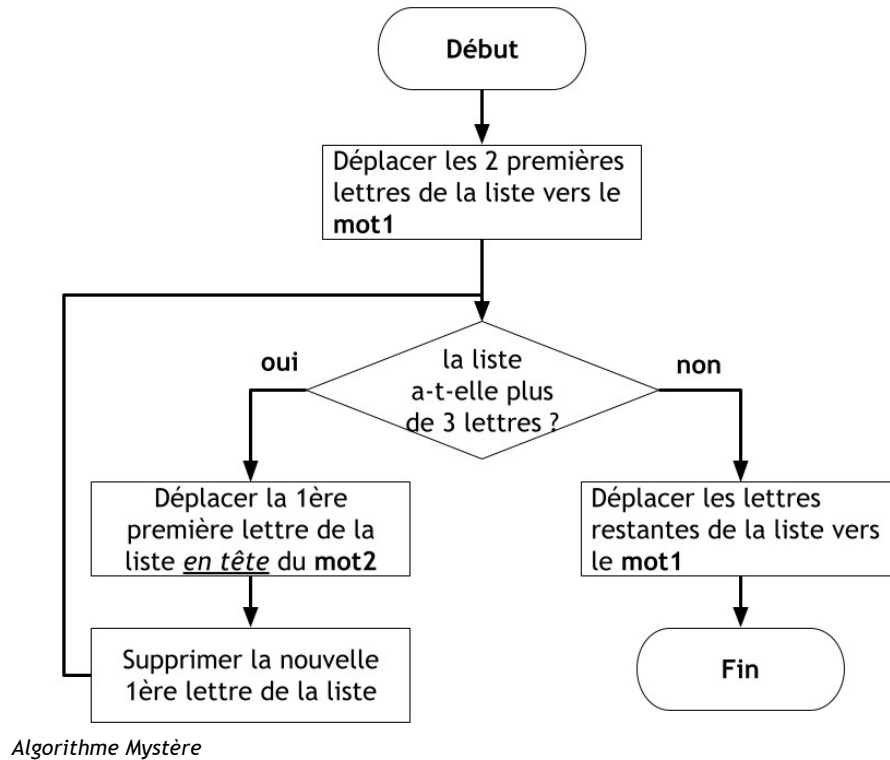 Début
Déplacer les 2 premières
lettres de la liste vers le
mot1
la liste
a-t-elle plus
de 3 lettres ?
oui
non
Déplacer la 1ère
première lettre de la
liste en tête du mot2
Supprimer la nouvelle
1ère lettre de la liste
Déplacer les lettres
restantes de la liste vers
le mot1
Fin
Algorithme Mystère